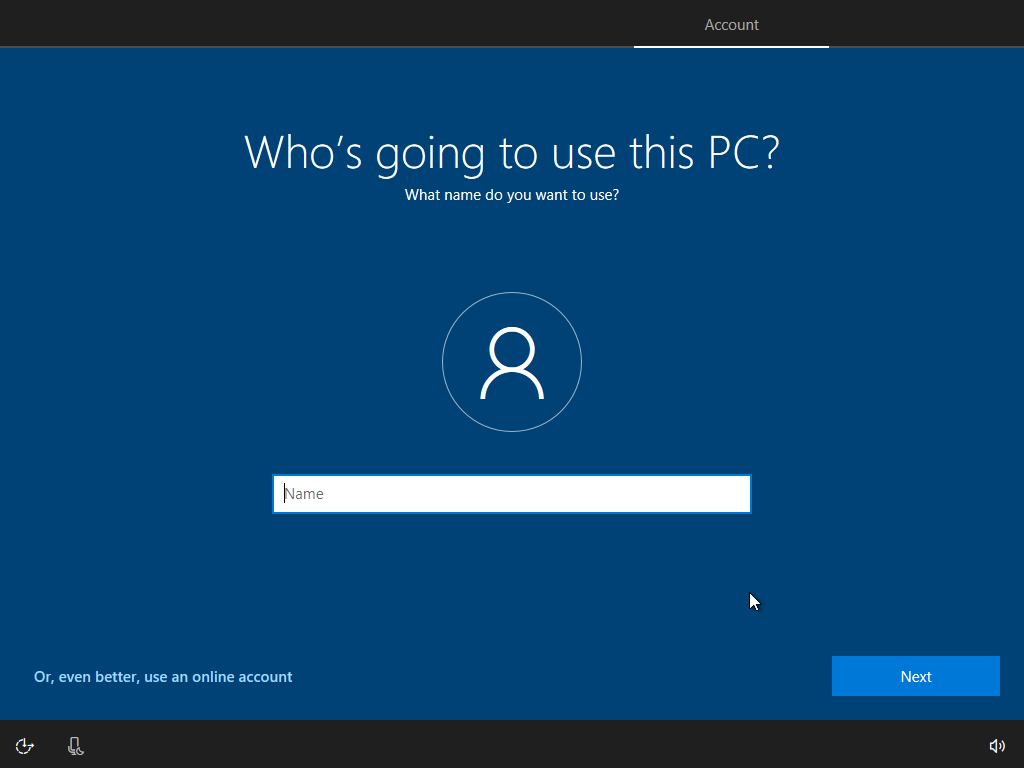 Account
Who's going to use this PC?
What name do you want to use?
Name
Or, even better, use an online account
Next